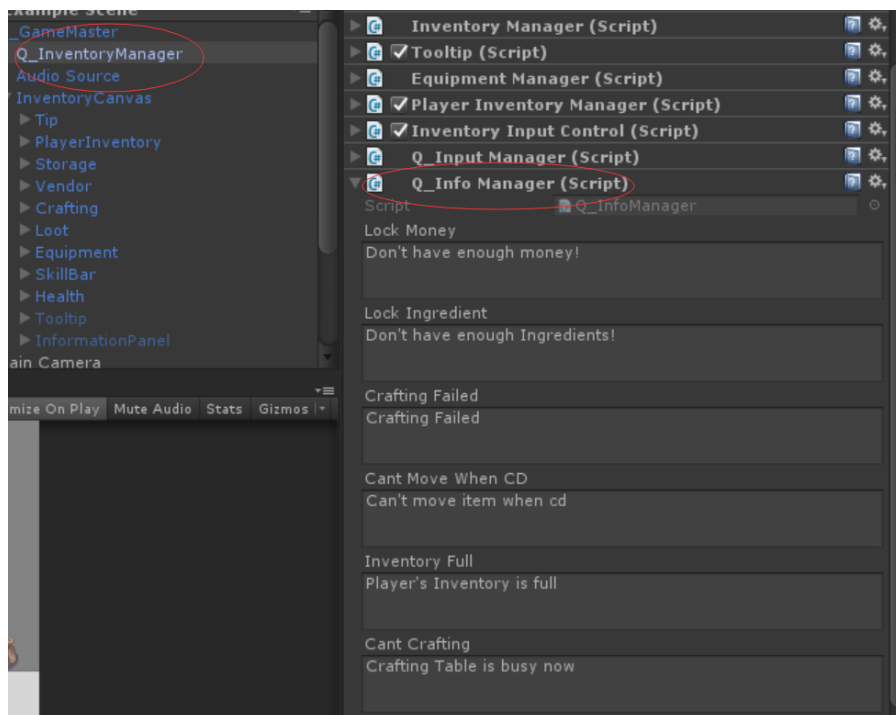 Example Scene
_GameMaster
Q_InventoryManager
Audio Source
InventoryCanvas
Tip
PlayerInventory
Storage
Vendor
Crafting
Loot
Equipment
SkillBar
Health
Tooltip
InformationPanel
ain Camera
mize On Play Mute Audio Stats Gizmos
Inventory Manager (Script)
Tooltip (Script)
Equipment Manager (Script)
Player Inventory Manager (Script)
Inventory Input Control (Script)
Q_Input Manager (Script)
Q_Info Manager (Script)
Script Q_InfoManager
Lock Money
Don't have enough money!
Lock Ingredient
Don't have enough Ingredients!
Crafting Failed
Crafting Failed
Cant Move When CD
Can't move item when cd
Inventory Full
Player's Inventory is full
Cant Crafting
Crafting Table is busy now